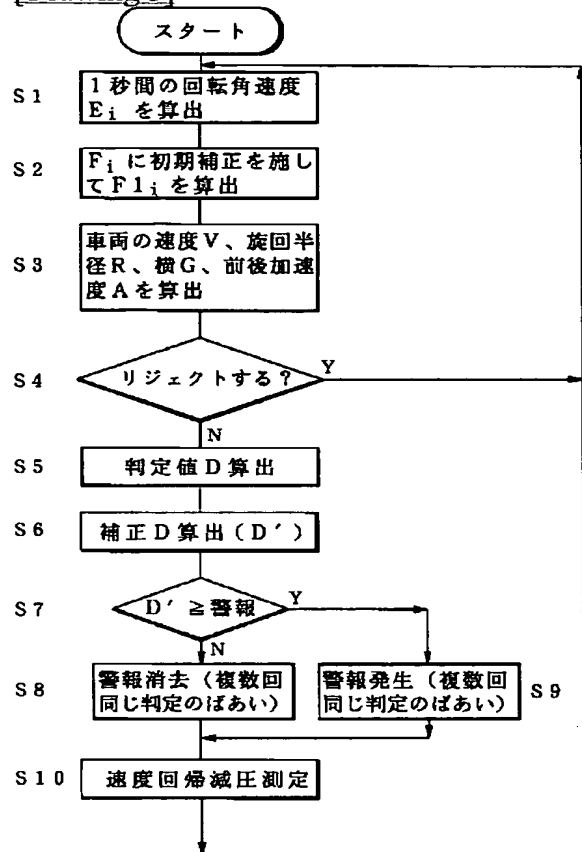 スタート
S1
1秒間の回転角速度
Eiを算出
S2
Fiに初期補正を施し
てF1iを算出
S3
車両の速度V、旋回半
径R、横G、前後加速
度Aを算出
S4
リジェクトする?
Y
N
S5
判定値D算出
S6
補正D算出(D′)
S7
D′≧警報
Y
N
S8
警報消去(複数回
同じ判定のばあい)
警報発生(複数回
同じ判定のばあい)
S9
S10
速度回帰減圧測定